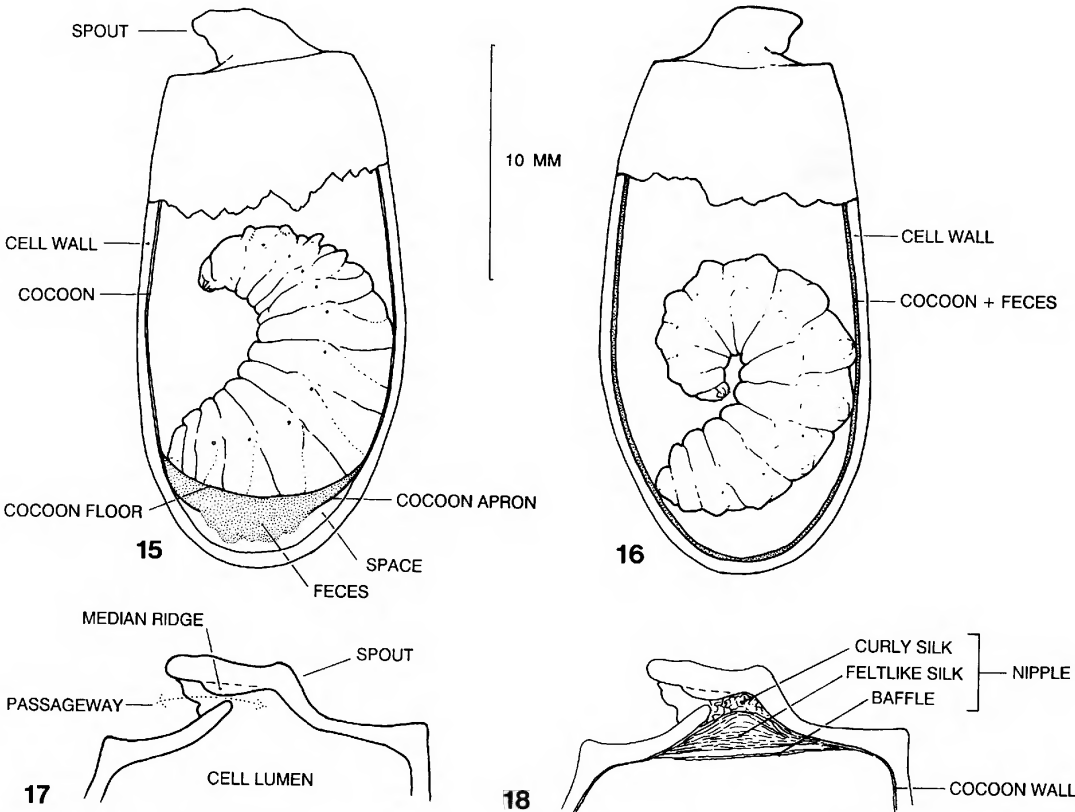 SPOUT
10 MM
CELL WALL
COCOON
COCOON FLOOR
COCOON APRON
15
SPACE
FECES
CELL WALL
COCOON + FECES
16
MEDIAN RIDGE
SPOUT
PASSAGEWAY
CELL LUMEN
17
CURLY SILK
FELTLIKE SILK
NIPPLE
BAFFLE
COCOON WALL
18